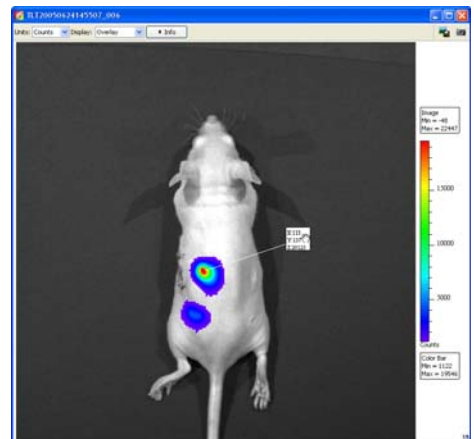 TLT20050624145507_006
Units: Counts Display: Overlay Info
Image
Min = -48
Max = 22447
15000
10000
5000
Counts
Color Bar
Min = 1122
Max = 19546